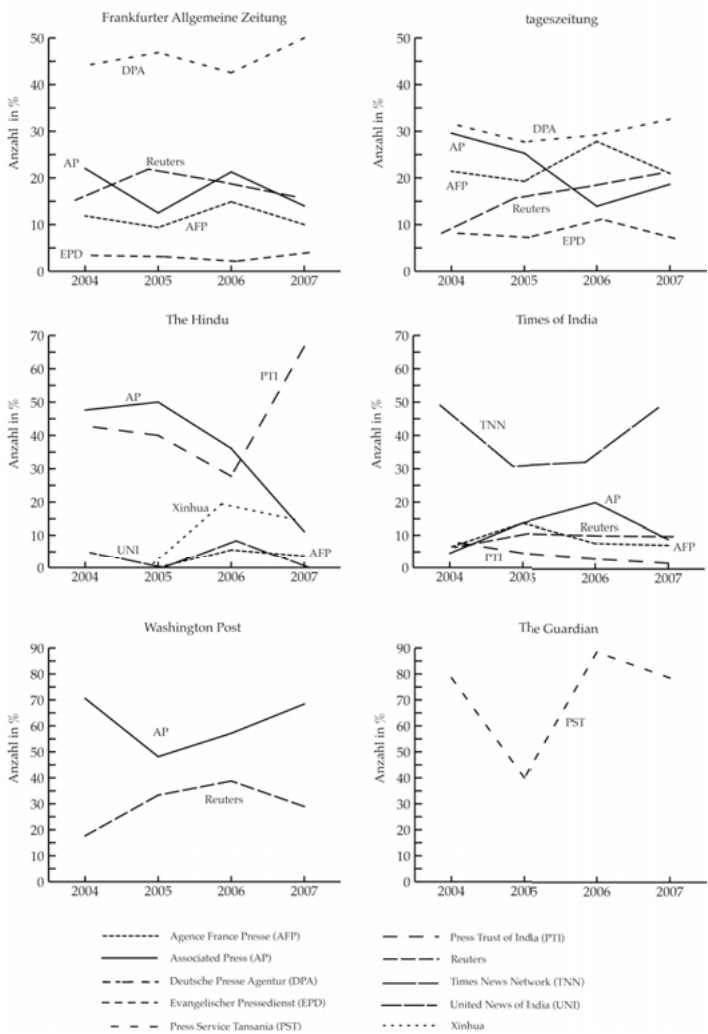 Frankfurter Allgemeine Zeitung
Anzahl in %
50
40
30
20
10
0
DPA
AP
Reuters
AFP
EPD
2004 2005 2006 2007
tageszeitung
Anzahl in %
50
40
30
20
10
0
DPA
AP
AFP
Reuters
EPD
2004 2005 2006 2007
The Hindu
Anzahl in %
70
60
50
40
30
20
10
0
PTI
AP
Xinhua
UNI
AFP
2004 2005 2006 2007
Times of India
Anzahl in %
70
60
50
40
30
20
10
0
TNN
AP
Reuters
AFP
PTI
2004 2005 2006 2007
Washington Post
Anzahl in %
90
80
70
60
50
40
30
20
10
0
AP
Reuters
2004 2005 2006 2007
The Guardian
Anzahl in %
90
80
70
60
50
40
30
20
10
0
PST
2004 2005 2006 2007
Agence France Presse (AFP)
Associated Press (AP)
Deutsche Presse Agentur (DPA)
Evangelischer Pressedienst (EPD)
Press Service Tansania (PST)
Press Trust of India (PTI)
Reuters
Times News Network (TNN)
United News of India (UNI)
Xinhua